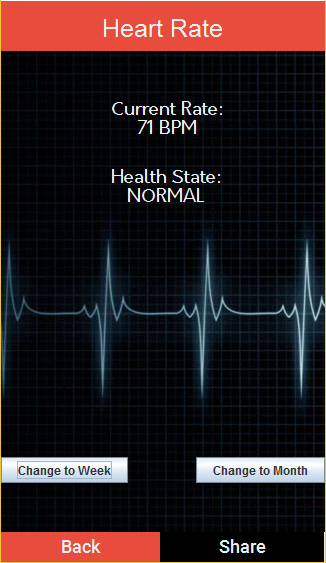 Heart Rate
Current Rate:
71 BPM
Health State:
NORMAL
Change to Week
Change to Month
Back
Share